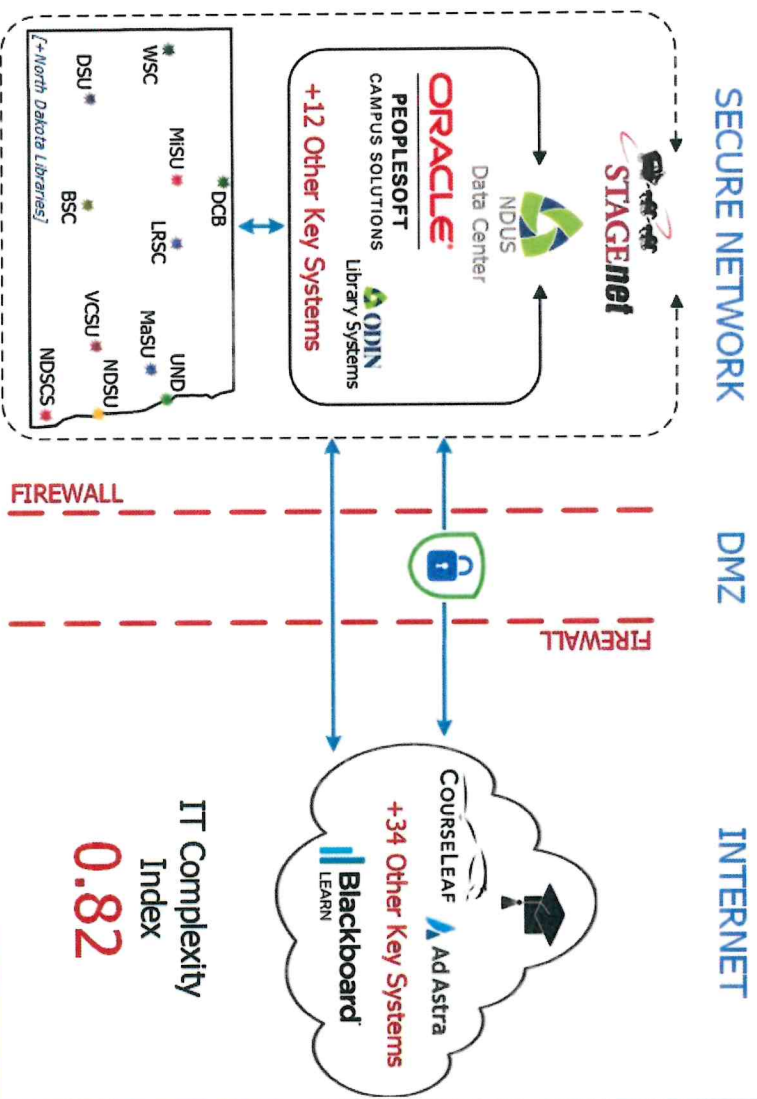 SECURE NETWORK
DMZ
INTERNET
STAGEnet
NDUS
Data Center
ORACLE®
PEOPLESOFT
CAMPUS SOLUTIONS
ODIN
Library Systems
+12 Other Key Systems
DCB
WSC
MiSU
LRSC
UND
MaSU
DSU
BSC
VCSU
NDSU
NDSCS
[+North Dakota Libraries]
FIREWALL
FIREWALL
COURSELEAF
Ad Astra
+34 Other Key Systems
Blackboard
LEARN
IT Complexity
Index
0.82